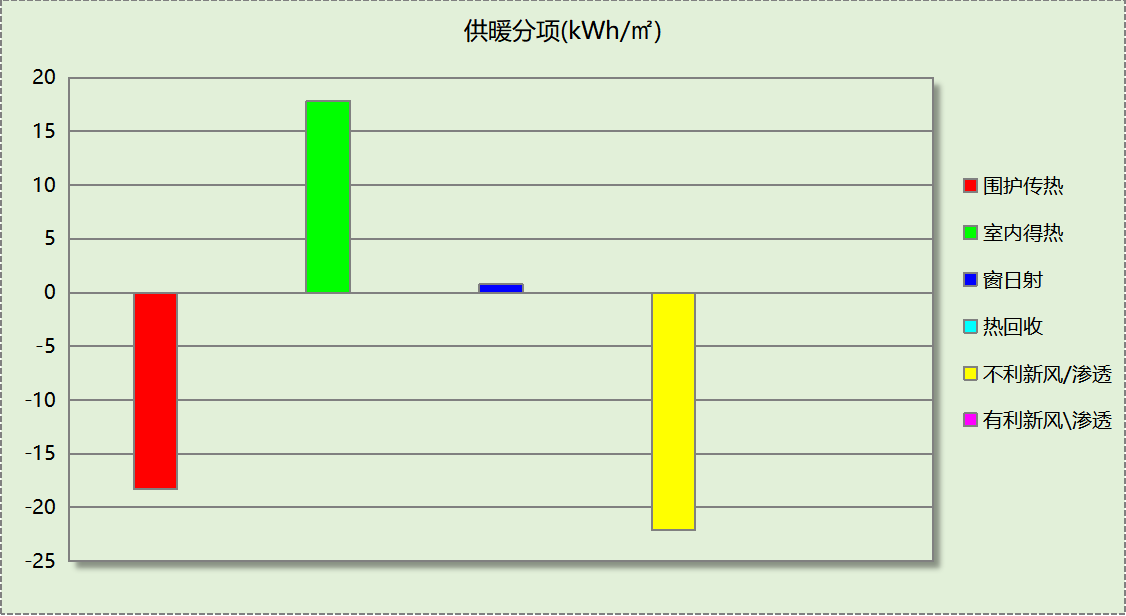 供暖分项(kWh/㎡)
20
15
10
5
0
-5
-10
-15
-20
-25
围护传热
室内得热
窗日射
热回收
不利新风/渗透
有利新风\渗透